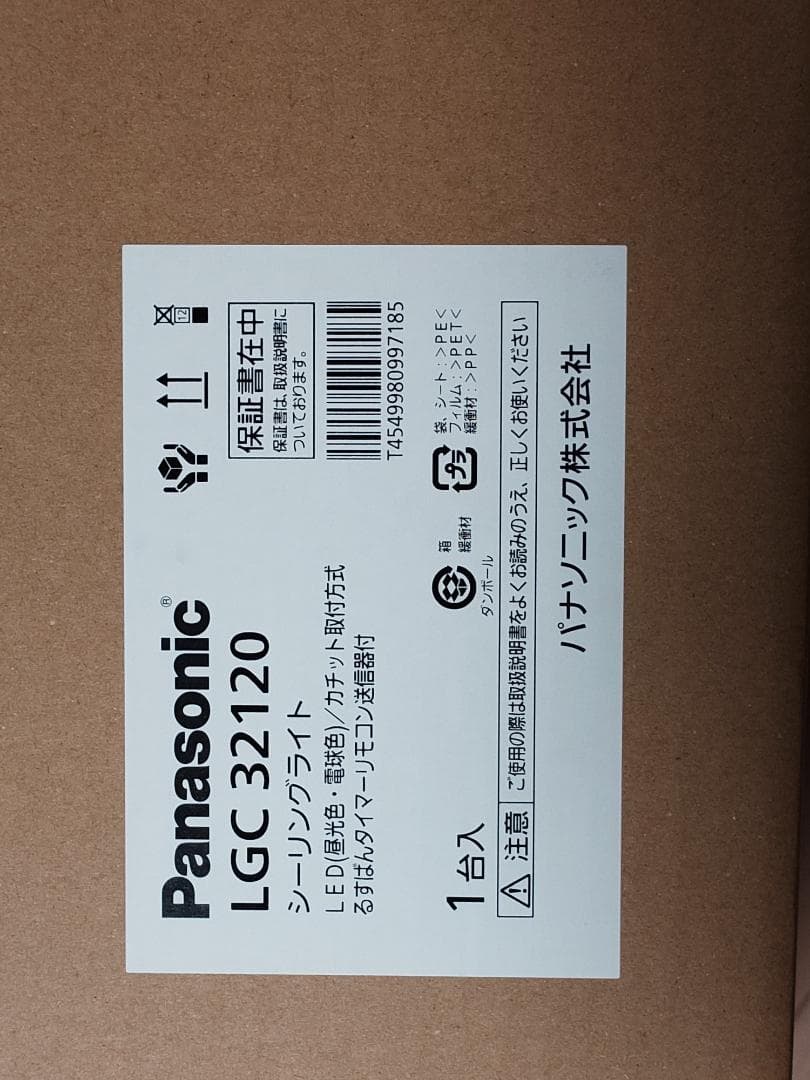 Panasonic®
LGC 32120
シーリングライト
LED(昼光色・電球色)/カチット取付方式
るすばんタイマーリモコン送信器付
1台入
12
保証書在中
保証書は、取扱説明書に
ついております。
T4549980997185
ダンボール
箱
緩衝材
プラ
袋、シート:>PE<
フィルム:>PET<
緩衝材:>PP<
注意
ご使用の際は取扱説明書をよくお読みのうえ、正しくお使いください
パナソニック株式会社